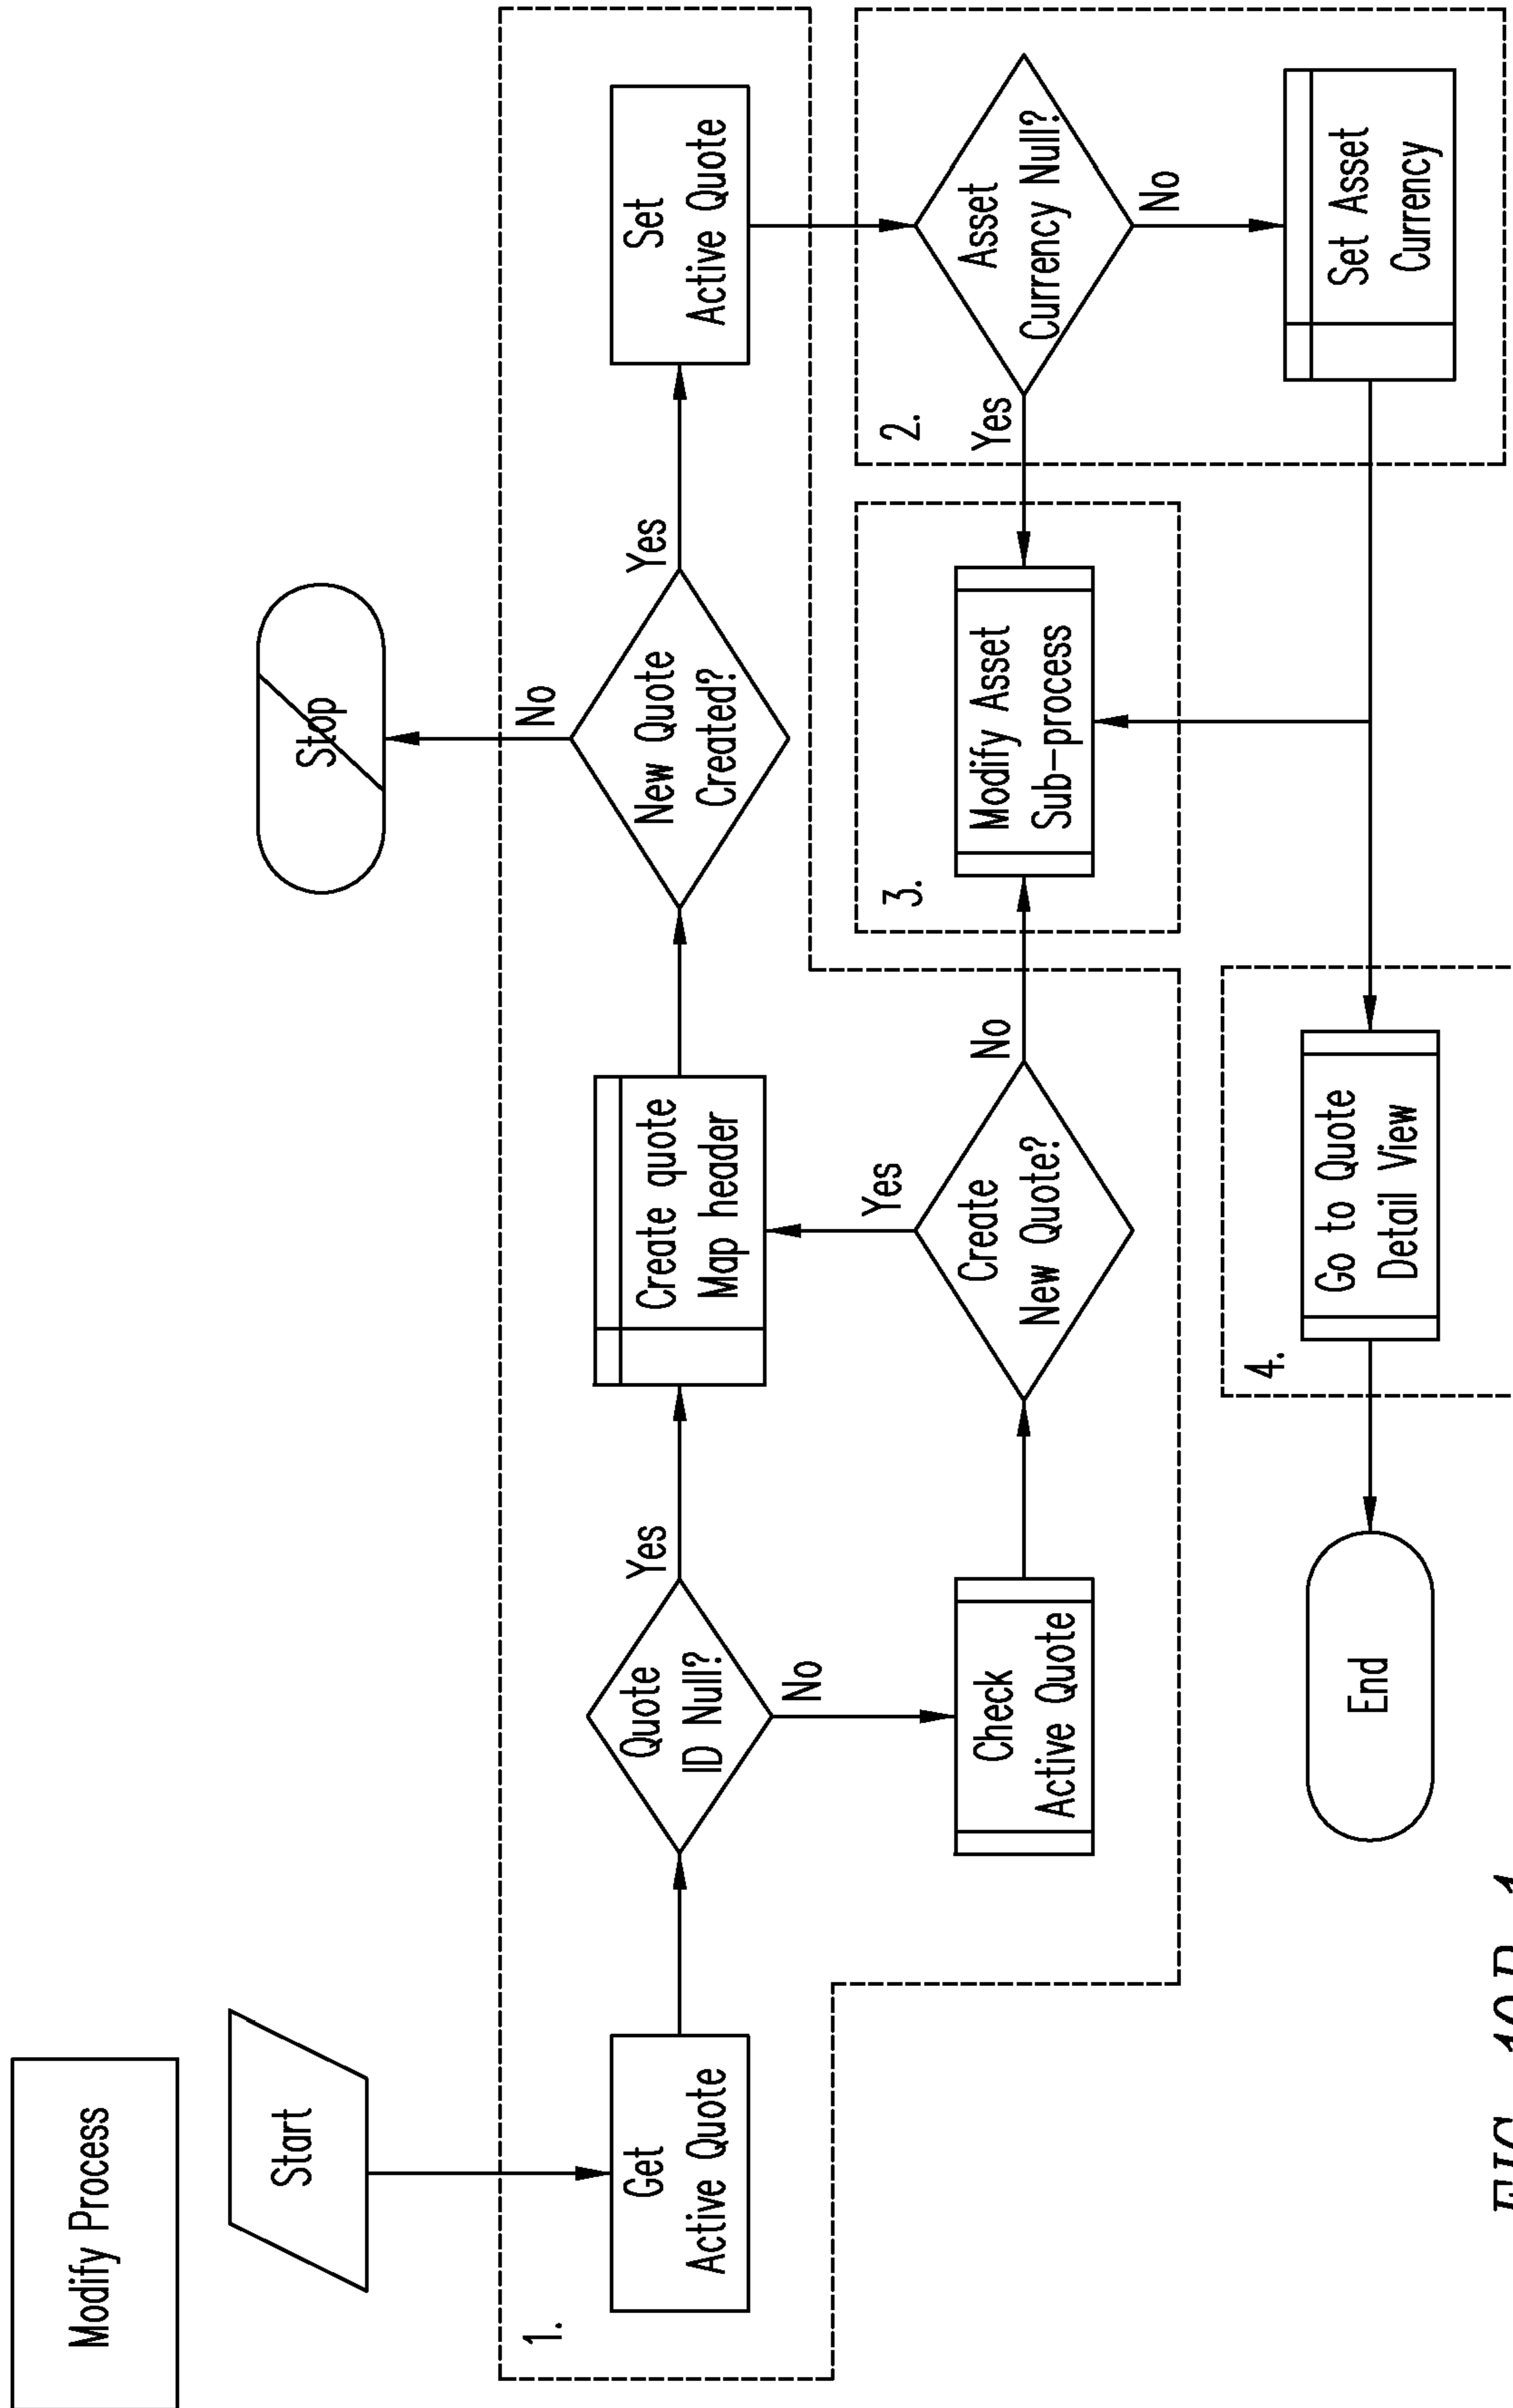 Modify Process
Start
Stop
No
1.
Get
Active Quote
Quote
ID Null?
Yes
Create quote
Map header
New Quote
Created?
Yes
Set
Active Quote
No
Yes
3.
2.
Check
Active Quote
Create
New Quote?
No
Modify Asset
Sub-process
Yes
Asset
Currency Null?
No
4.
End
Go to Quote
Detail View
Set Asset
Currency